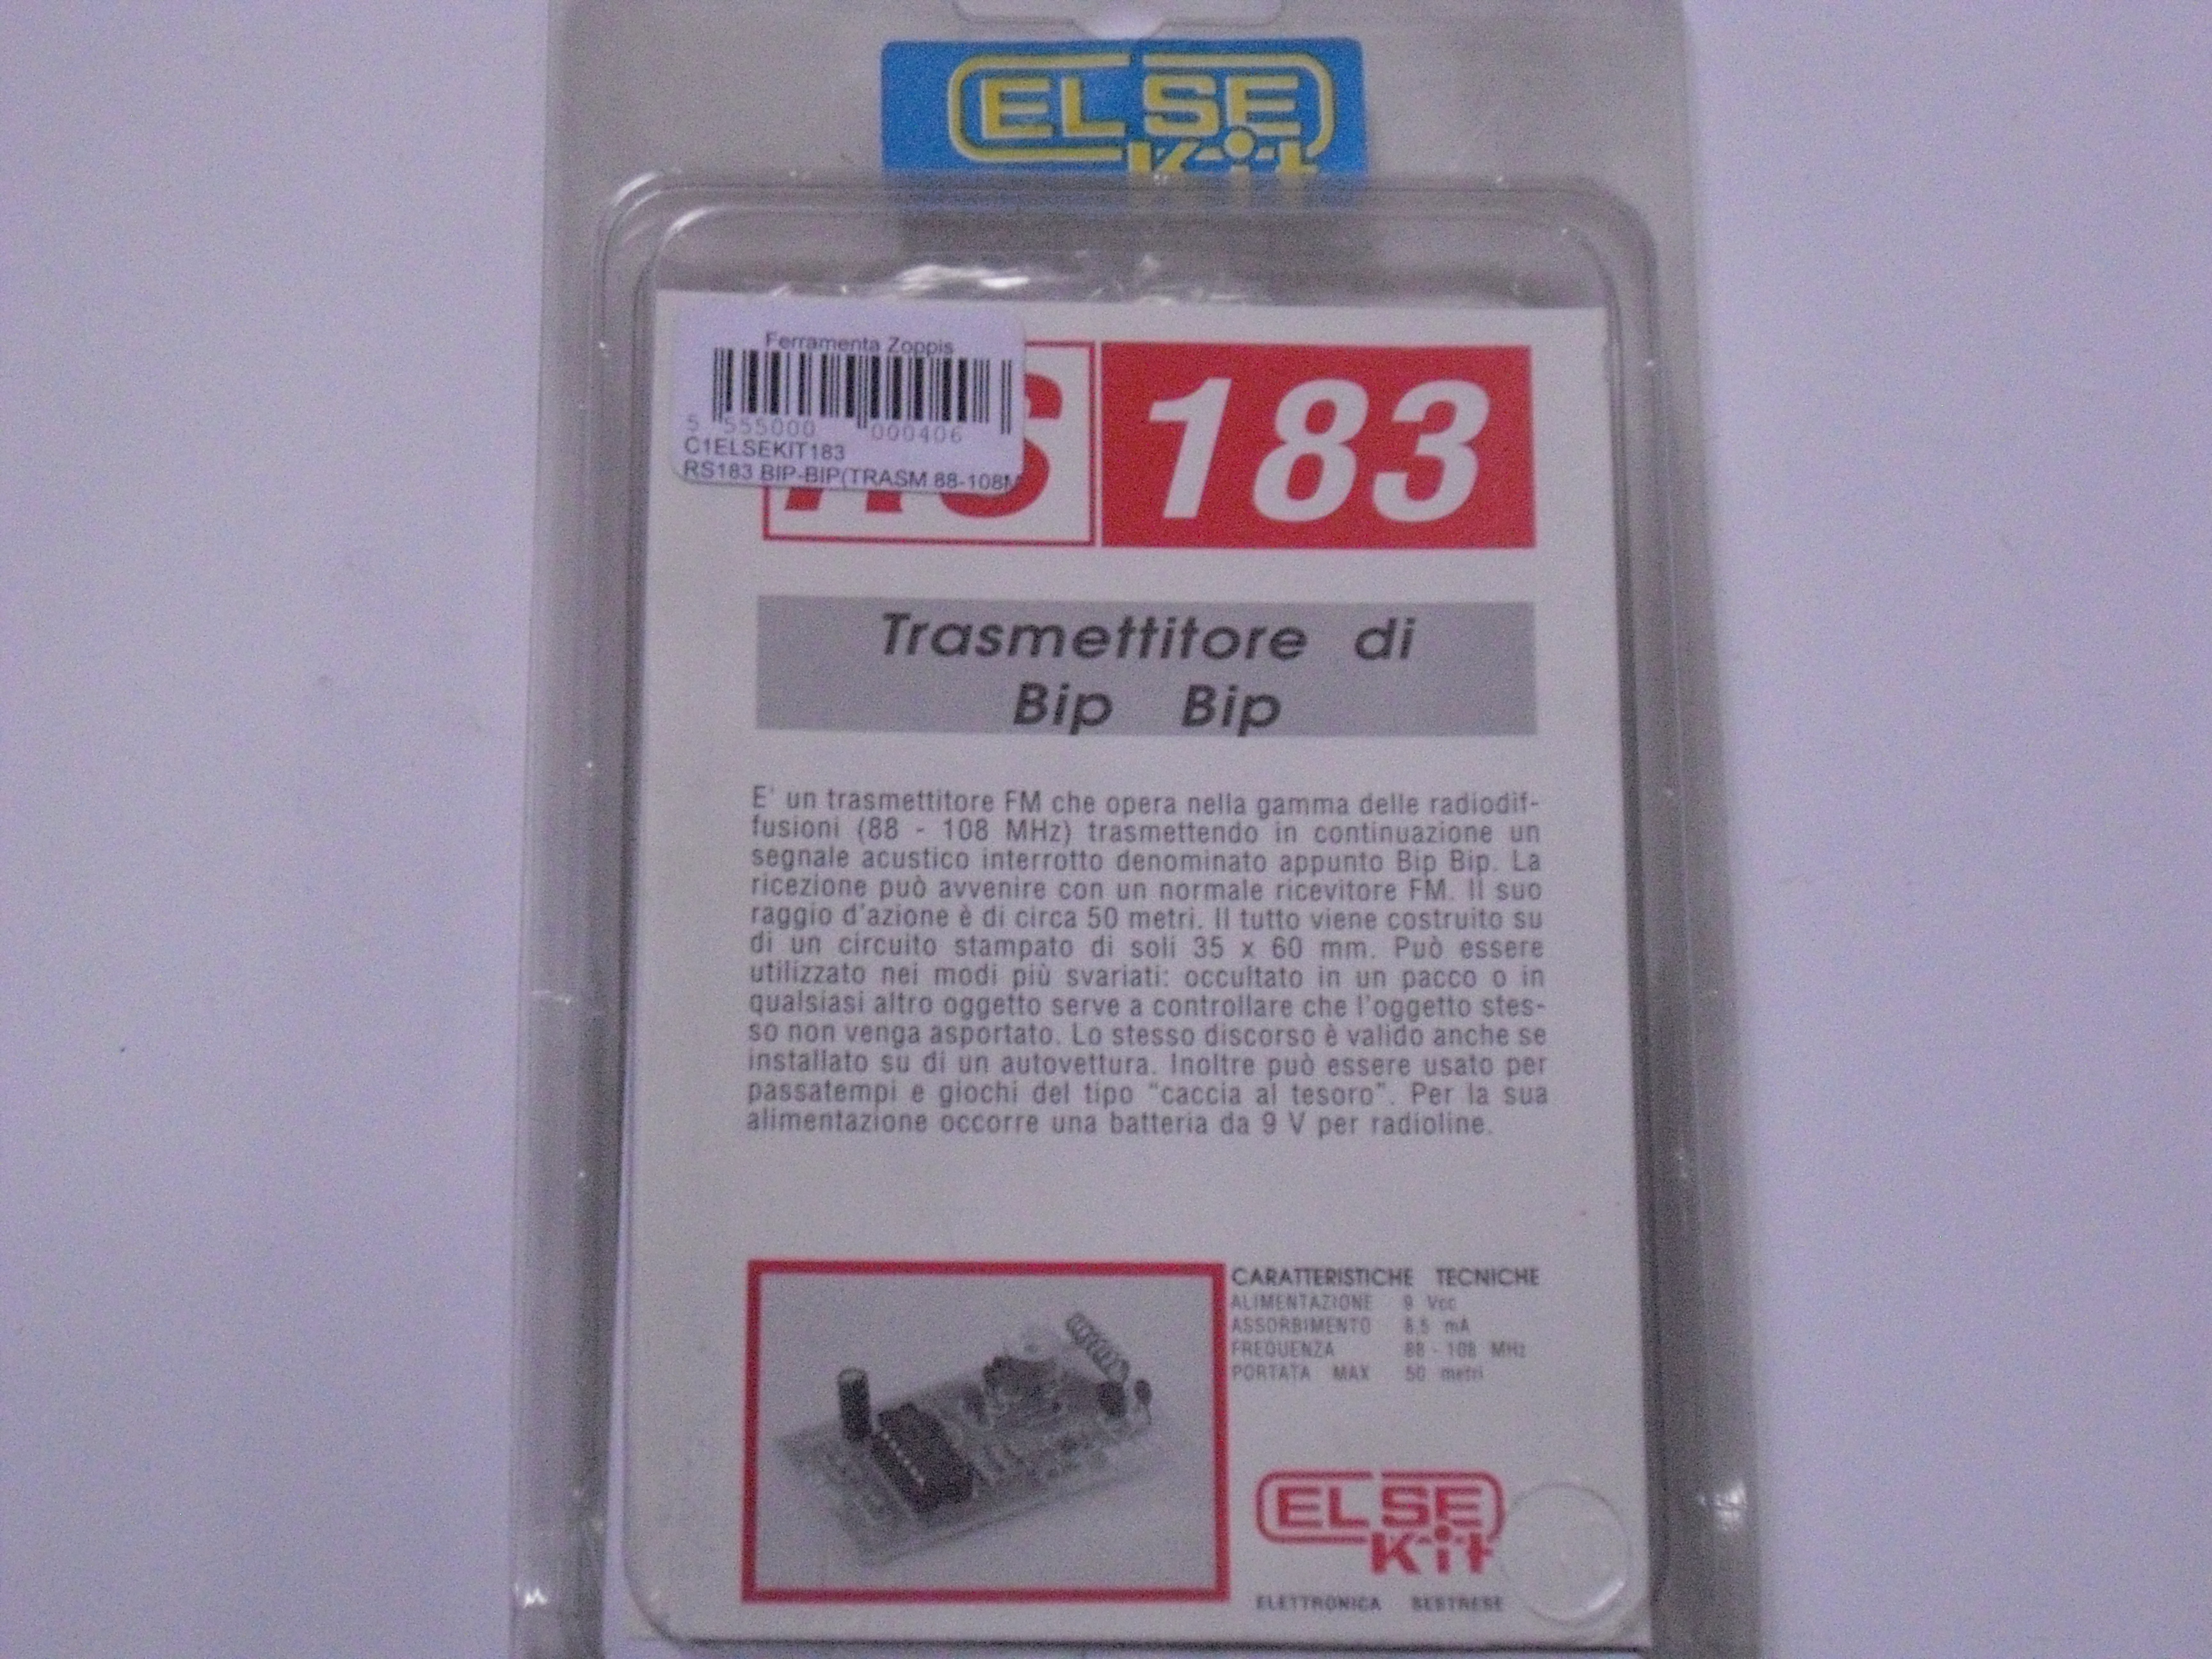 ELSE
Kit
Ferramenta Zoppis
5 555000 000406
C1ELSEKIT183
RS183 BIP-BIP(TRASM.88-108M
RS 183
Trasmettitore di
Bip Bip
E' un trasmettitore FM che opera nella gamma delle radiodif-
fusioni (88 - 108 MHz) trasmettendo in continuazione un
segnale acustico interrotto denominato appunto Bip Bip. La
ricezione può avvenire con un normale ricevitore FM. Il suo
raggio d'azione è di circa 50 metri. Il tutto viene costruito su
di un circuito stampato di soli 35 x 60 mm. Può essere
utilizzato nei modi più svariati: occultato in un pacco o in
qualsiasi altro oggetto serve a controllare che l'oggetto stes-
so non venga asportato. Lo stesso discorso è valido anche se
installato su di un autovettura. Inoltre può essere usato per
passatempi e giochi del tipo "caccia al tesoro". Per la sua
alimentazione occorre una batteria da 9 V per radioline.
CARATTERISTICHE TECNICHE
ALIMENTAZIONE 9 Vcc
ASSORBIMENTO mA
FREQUENZA 88 - 108 MHz
PORTATA MAX 50 metri
ELSE
Kit
ELETTRONICA SESTRESE